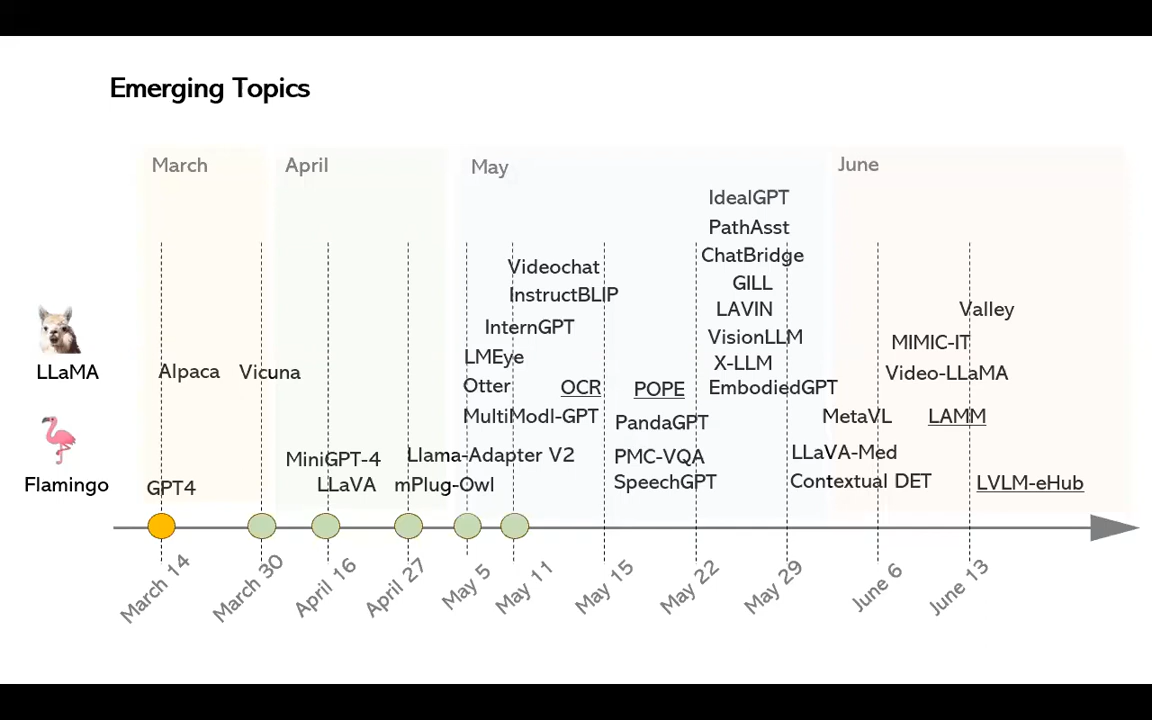 Emerging Topics
March
April
May
June
IdealGPT
PathAsst
ChatBridge
GILL
LAVIN
VisionLLM
X-LLM
EmbodiedGPT
Videochat
InstructBLIP
InternGPT
LMEye
Otter
OCR
POPE
MultiModl-GPT
PandaGPT
Valley
MIMIC-IT
Video-LLaMA
MetaVL
LAMM
LLaMA
Alpaca
Vicuna
Flamingo
GPT4
MiniGPT-4
LLaVA
Llama-Adapter V2
mPlug-Owl
PMC-VQA
SpeechGPT
LLaVA-Med
Contextual DET
LVLM-eHub
March 14
March 30
April 16
April 27
May 5
May 11
May 15
May 22
May 29
June 6
June 13